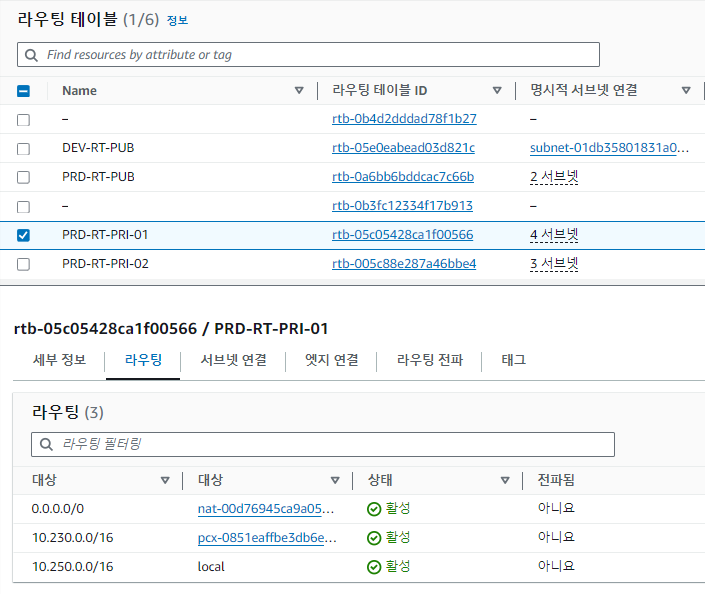 라우팅 테이블 (1/6) 정보
Find resources by attribute or tag
Name 라우팅 테이블 ID 명시적 서브넷 연결
– rtb-0b4d2dddad78f1b27 –
DEV-RT-PUB rtb-05e0eabead03d821c subnet-01db35801831a0...
PRD-RT-PUB rtb-0a6bb6bddcac7c66b 2 서브넷
– rtb-0b3fc12334f17b913 –
PRD-RT-PRI-01 rtb-05c05428ca1f00566 4 서브넷
PRD-RT-PRI-02 rtb-005c88e287a46bbe4 3 서브넷
rtb-05c05428ca1f00566 / PRD-RT-PRI-01
세부 정보 라우팅 서브넷 연결 엣지 연결 라우팅 전파 태그
라우팅 (3)
라우팅 필터링
대상 대상 상태 전파됨
0.0.0.0/0 nat-00d76945ca9a05... 활성 아니요
10.230.0.0/16 pcx-0851eaffbe3db6e... 활성 아니요
10.250.0.0/16 local 활성 아니요